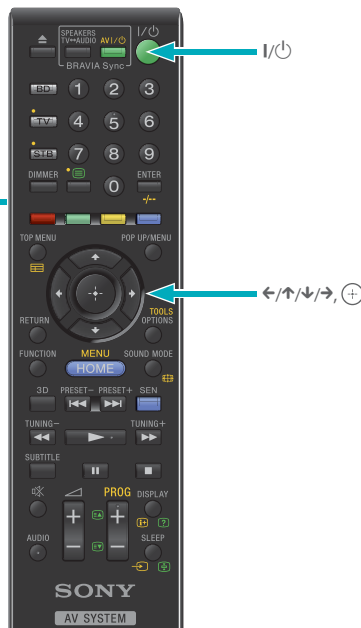 SPEAKERS
TV↔AUDIO AV I/⏻ I/⏻
I/⏻
BRAVIA Sync
BD 1 2 3
TV 4 5 6
STB 7 8 9
DIMMER 0 ENTER
-/--
TOP MENU POP UP/MENU
←/↑/↓/→,
TOOLS
RETURN OPTIONS
FUNCTION MENU SOUND MODE
HOME
3D PRESET− PRESET+ SEN
TUNING− TUNING+
SUBTITLE
PROG DISPLAY
+ + ?
AUDIO − − SLEEP
SONY
AV SYSTEM